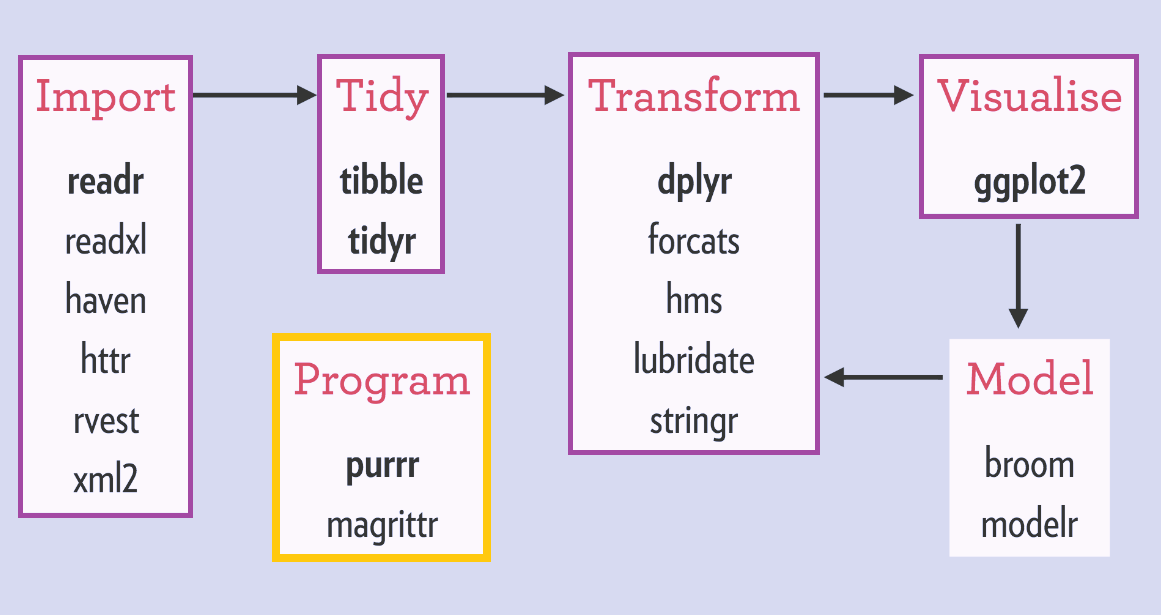 Import
readr
readxl
haven
httr
rvest
xml2
Tidy
tibble
tidyr
Program
purrr
magrittr
Transform
dplyr
forcats
hms
lubridate
stringr
Visualise
ggplot2
Model
broom
modelr